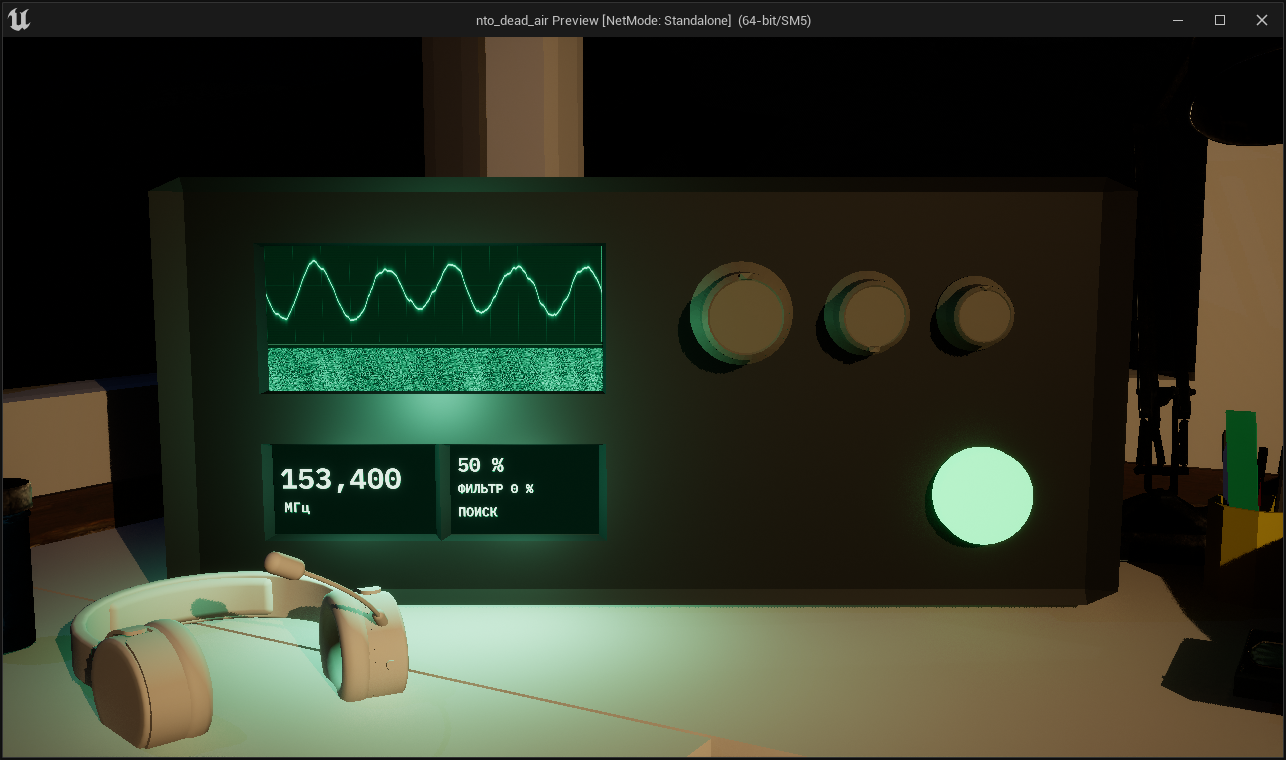 nto_dead_air Preview [NetMode: Standalone] (64-bit/SM5)
153,400
МГц
50 %
ФИЛЬТР 0 %
ПОИСК